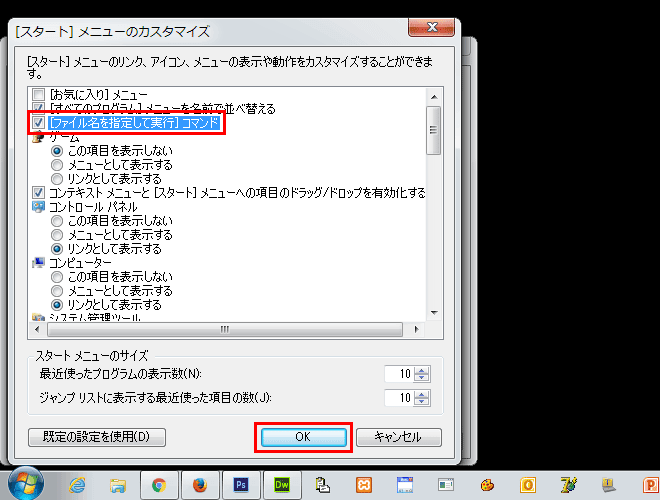 [スタート] メニューのカスタマイズ
[スタート] メニューのリンク、アイコン、メニューの表示や動作をカスタマイズすることができま
す。
[お気に入り] メニュー
[すべてのプログラム] メニューを名前で並べ替える
[ファイル名を指定して実行] コマンド
ゲーム
この項目を表示しない
メニューとして表示する
リンクとして表示する
コンテキスト メニューと [スタート] メニューへの項目のドラッグ/ドロップを有効化する
コントロール パネル
この項目を表示しない
メニューとして表示する
リンクとして表示する
コンピューター
この項目を表示しない
メニューとして表示する
リンクとして表示する
システム管理ツール
スタート メニューのサイズ
最近使ったプログラムの表示数(N): 10
ジャンプ リストに表示する最近使った項目の数(J): 10
既定の設定を使用(D) OK キャンセル
Ps Dw